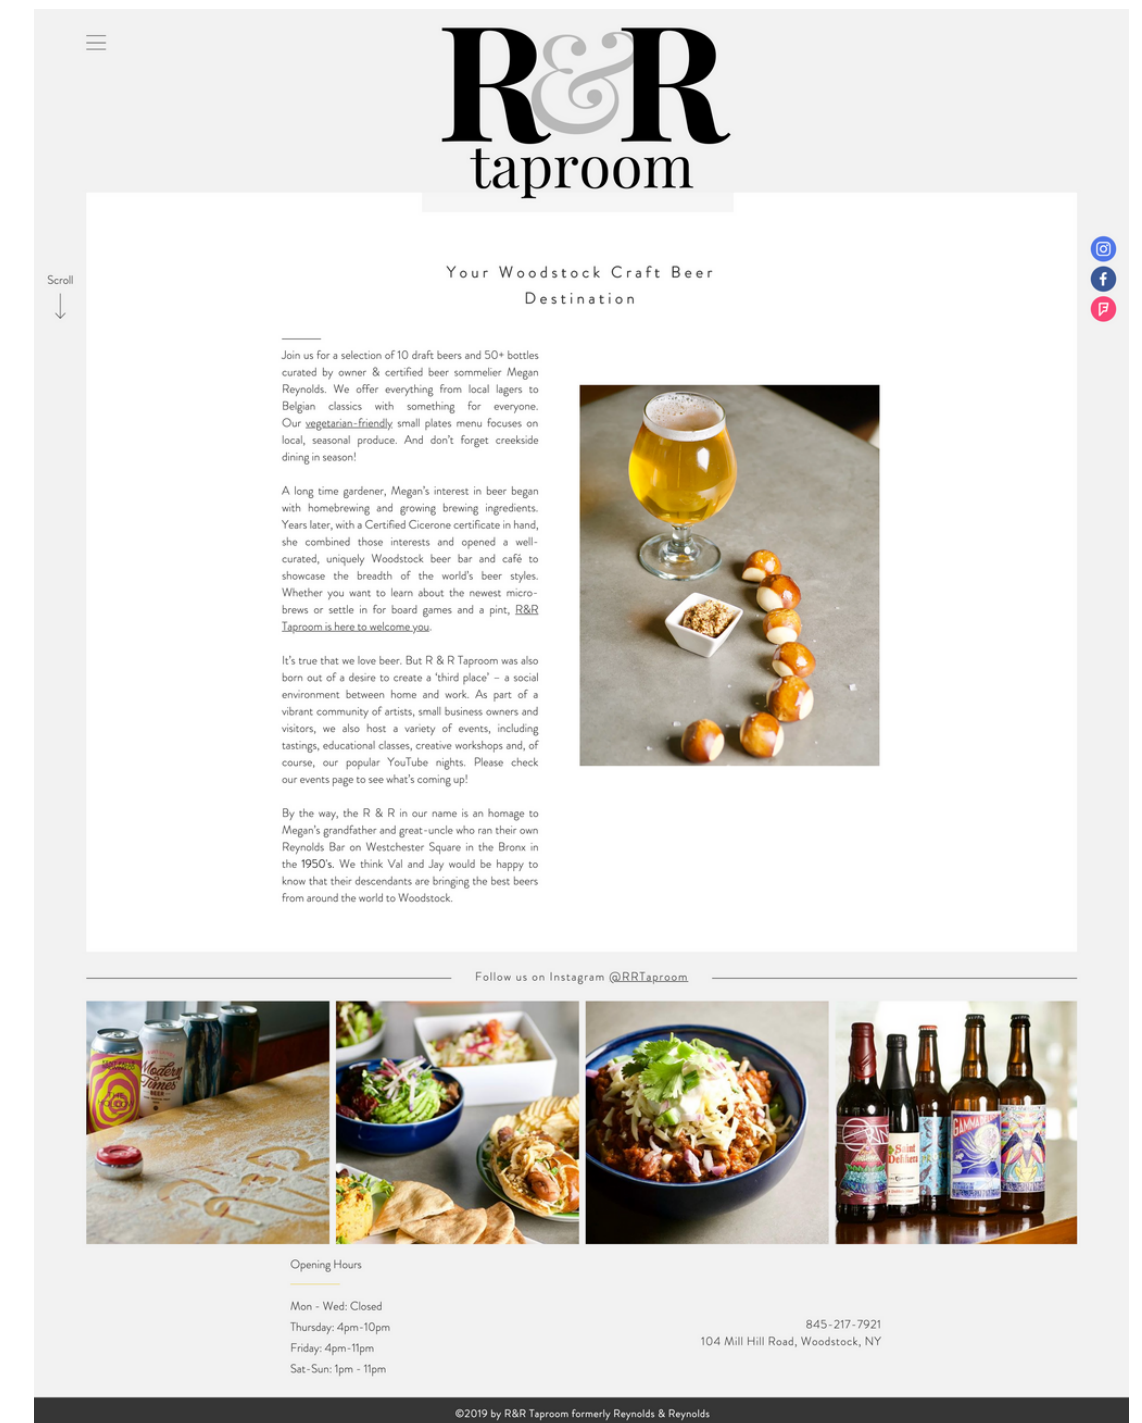 R&R
taproom
Scroll
Your Woodstock Craft Beer
Destination
Join us for a selection of 10 draft beers and 50+ bottles
curated by owner & certified beer sommelier Megan
Reynolds. We offer everything from local lagers to
Belgian classics with something for everyone.
Our vegetarian-friendly small plates menu focuses on
local, seasonal produce. And don't forget creekside
dining in season!
A long time gardener, Megan's interest in beer began
with homebrewing and growing brewing ingredients.
Years later, with a Certified Cicerone certificate in hand,
she combined those interests and opened a well-
curated, uniquely Woodstock beer bar and café to
showcase the breadth of the world's beer styles.
Whether you want to learn about the newest micro-
brews or settle in for board games and a pint, R&R
Taproom is here to welcome you.
It's true that we love beer. But R & R Taproom was also
born out of a desire to create a 'third place' – a social
environment between home and work. As part of a
vibrant community of artists, small business owners and
visitors, we also host a variety of events, including
tastings, educational classes, creative workshops and, of
course, our popular YouTube nights. Please check
our events page to see what's coming up!
By the way, the R & R in our name is an homage to
Megan's grandfather and great-uncle who ran their own
Reynolds Bar on Westchester Square in the Bronx in
the 1950's. We think Val and Jay would be happy to
know that their descendants are bringing the best beers
from around the world to Woodstock.
Follow us on Instagram @RRTaproom
Modern
Times
BEER
Saint
GAMMA
Opening Hours
Mon - Wed: Closed
Thursday: 4pm-10pm
Friday: 4pm-11pm
Sat-Sun: 1pm - 11pm
845-217-7921
104 Mill Hill Road, Woodstock, NY
©2019 by R&R Taproom formerly Reynolds & Reynolds